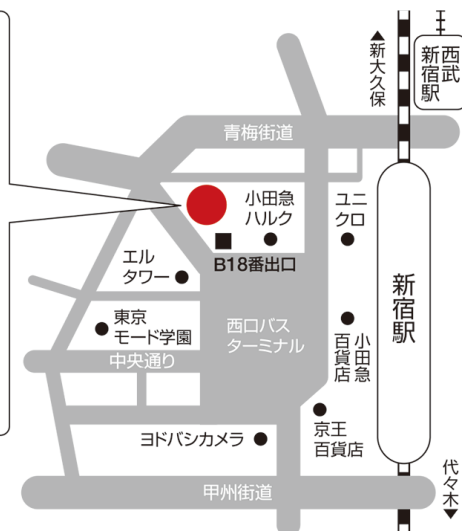 西武
新宿駅
▲新大久保
青梅街道
小田急
ハルク
ユニ
クロ
B18番出口
エル
タワー
新宿駅
東京
モード学園
西口バス
ターミナル
小田急
百貨店
中央通り
京王
百貨店
ヨドバシカメラ
代々木▼
甲州街道